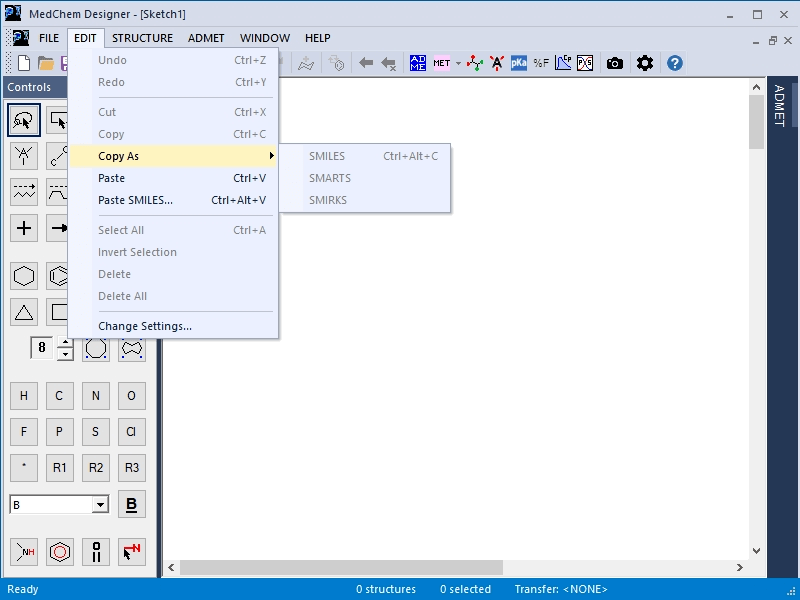 MedChem Designer - [Sketch1]
FILE EDIT STRUCTURE ADMET WINDOW HELP
Undo Ctrl+Z
Redo Ctrl+Y
Cut Ctrl+X
Copy Ctrl+C
Copy As
Paste Ctrl+V
Paste SMILES... Ctrl+Alt+V
Select All Ctrl+A
Invert Selection
Delete
Delete All
Change Settings...
SMILES Ctrl+Alt+C
SMARTS
SMIRKS
AD ME MET pKa %F
Controls
ADMET
8
H C N O
F P S Cl
* R1 R2 R3
B B
NH N
Ready 0 structures 0 selected Transfer: <NONE>